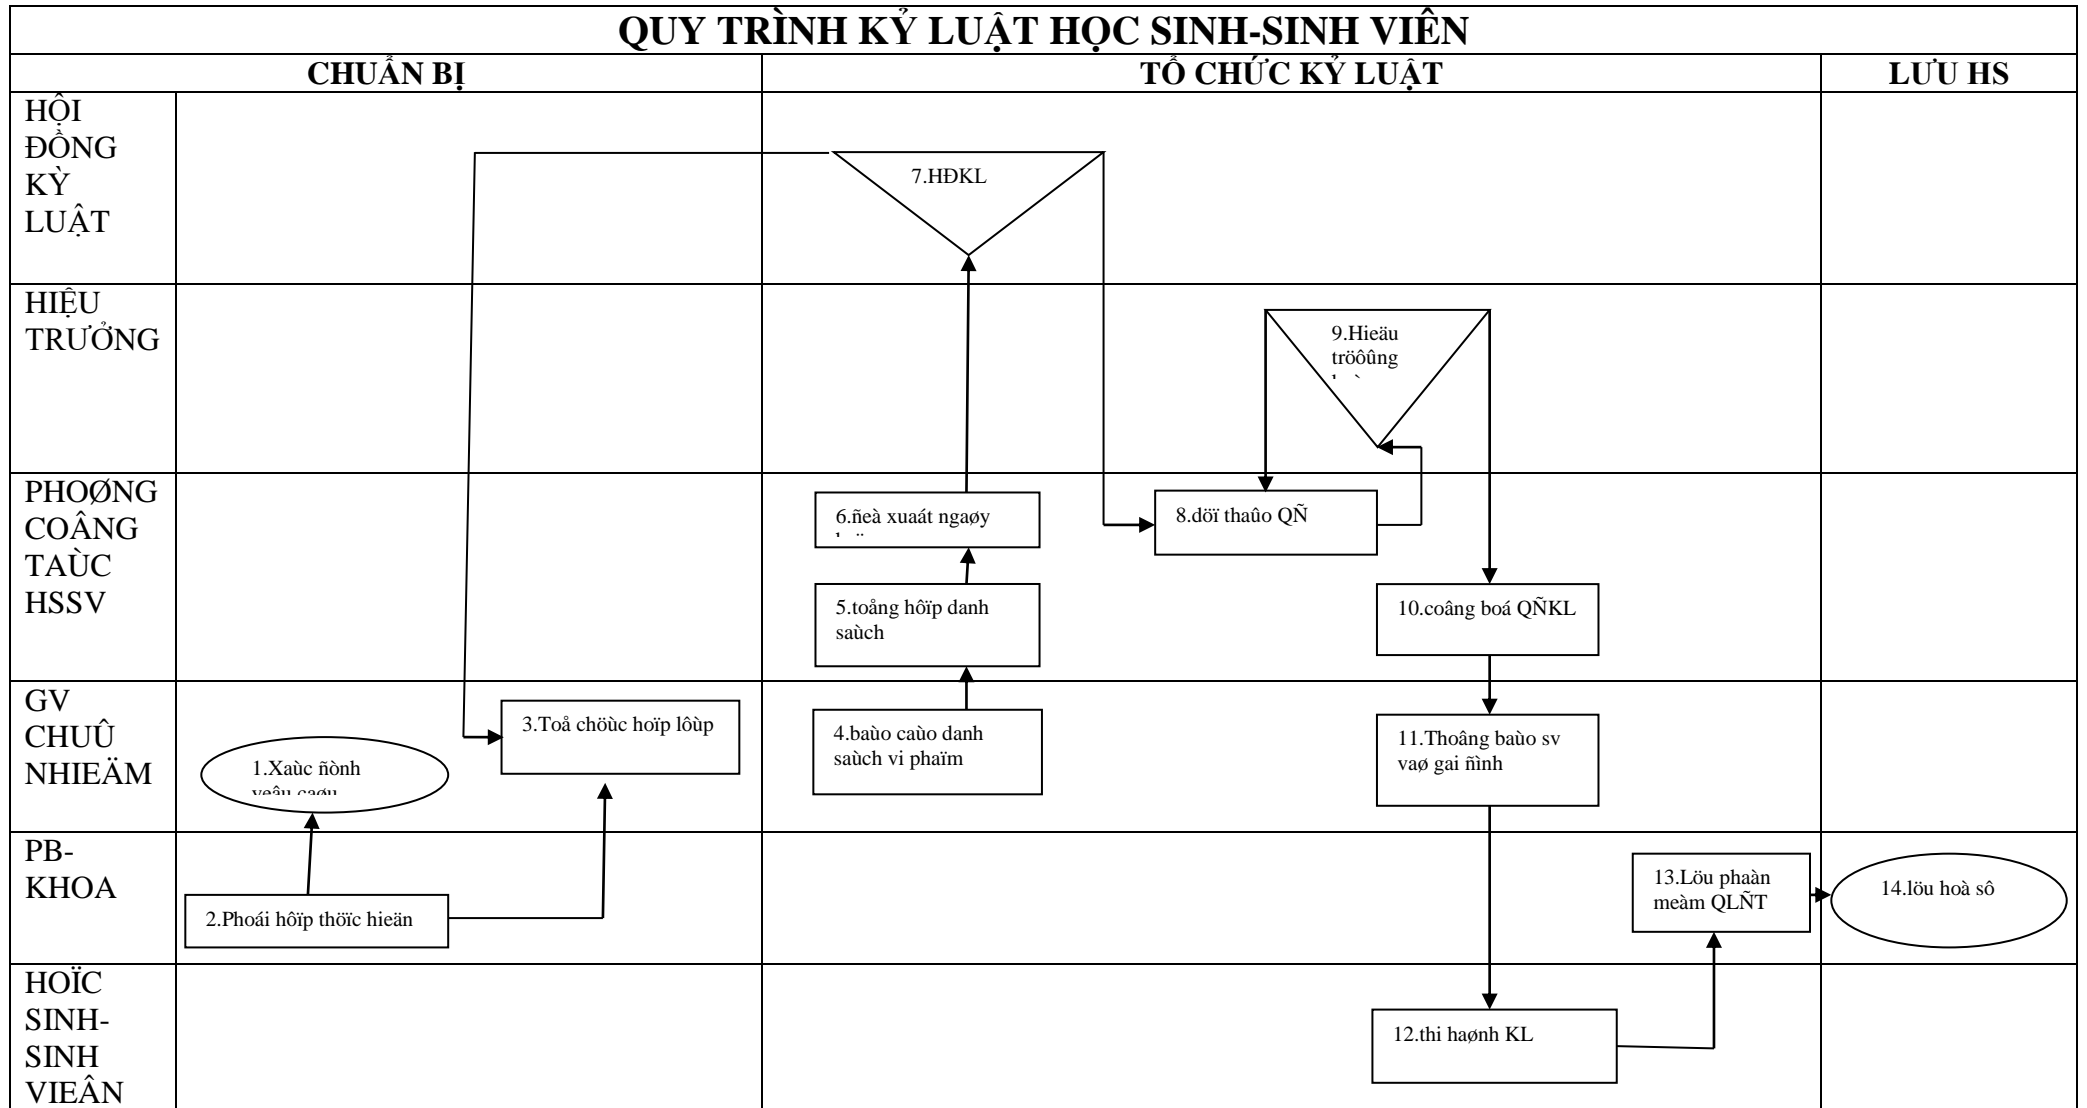 QUY TRÌNH KỶ LUẬT HỌC SINH-SINH VIÊN
CHUẨN BỊ
TỔ CHỨC KỶ LUẬT
LƯU HS
HỘI
ĐỒNG
KỲ
LUẬT
7.HĐKL
HIỆU
TRƯỞNG
9.Hieäu
tröôûng
PHOØNG
COÂNG
TAÙC
HSSV
6.ñeà xuaát ngaøy
8.döï thaûo QÑ
5.toång hôïp danh
saùch
10.coâng boá QÑKL
GV
CHUÛ
NHIEÄM
1.Xaùc ñònh
veâu caøu
3.Toå chöùc hoïp lôùp
4.baùo caùo danh
saùch vi phaïm
11.Thoâng baùo sv
vaø gai ñình
PB-
KHOA
2.Phoái hôïp thöïc hieän
13.Löu phaàn
meàm QLÑT
14.löu hoà sô
HOÏC
SINH-
SINH
VIEÂN
12.thi haønh KL